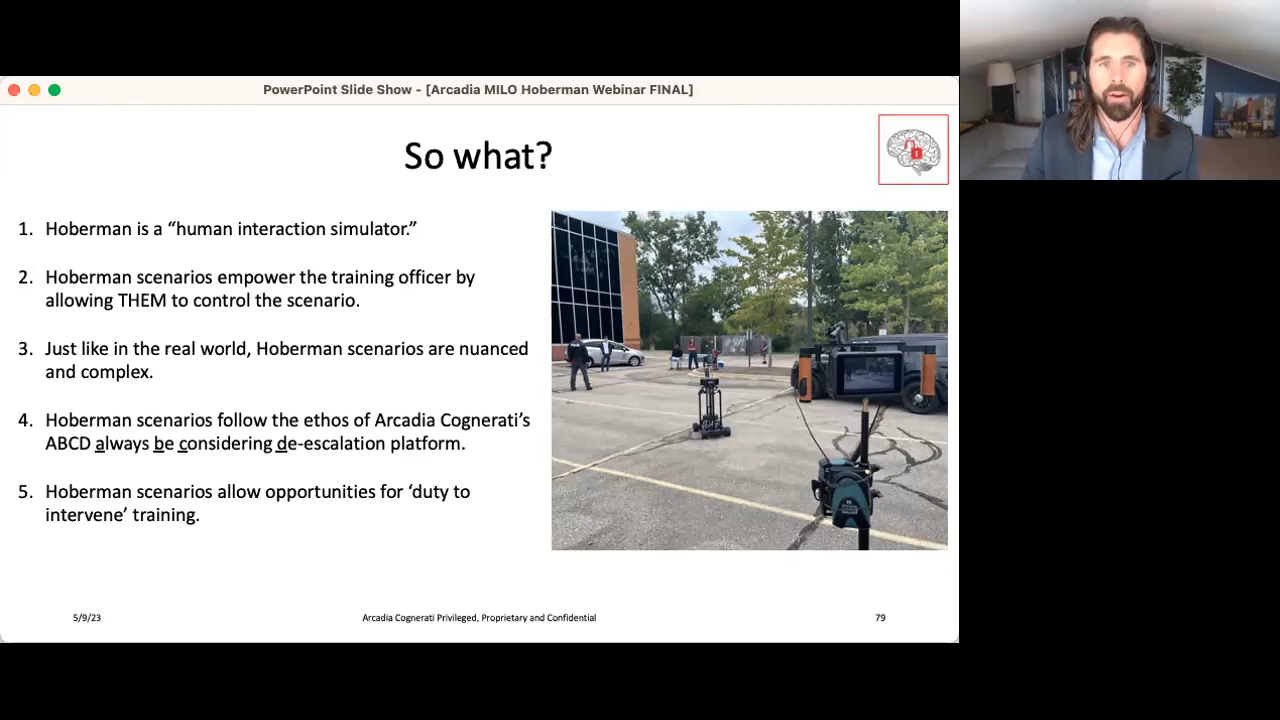 PowerPoint Slide Show - [Arcadia MILO Hoberman Webinar FINAL]
So what?
1. Hoberman is a “human interaction simulator.”
2. Hoberman scenarios empower the training officer by
allowing THEM to control the scenario.
3. Just like in the real world, Hoberman scenarios are nuanced
and complex.
4. Hoberman scenarios follow the ethos of Arcadia Cognerati’s
ABCD always be considering de-escalation platform.
5. Hoberman scenarios allow opportunities for ‘duty to
intervene’ training.
5/9/23
Arcadia Cognerati Privileged, Proprietary and Confidential
79